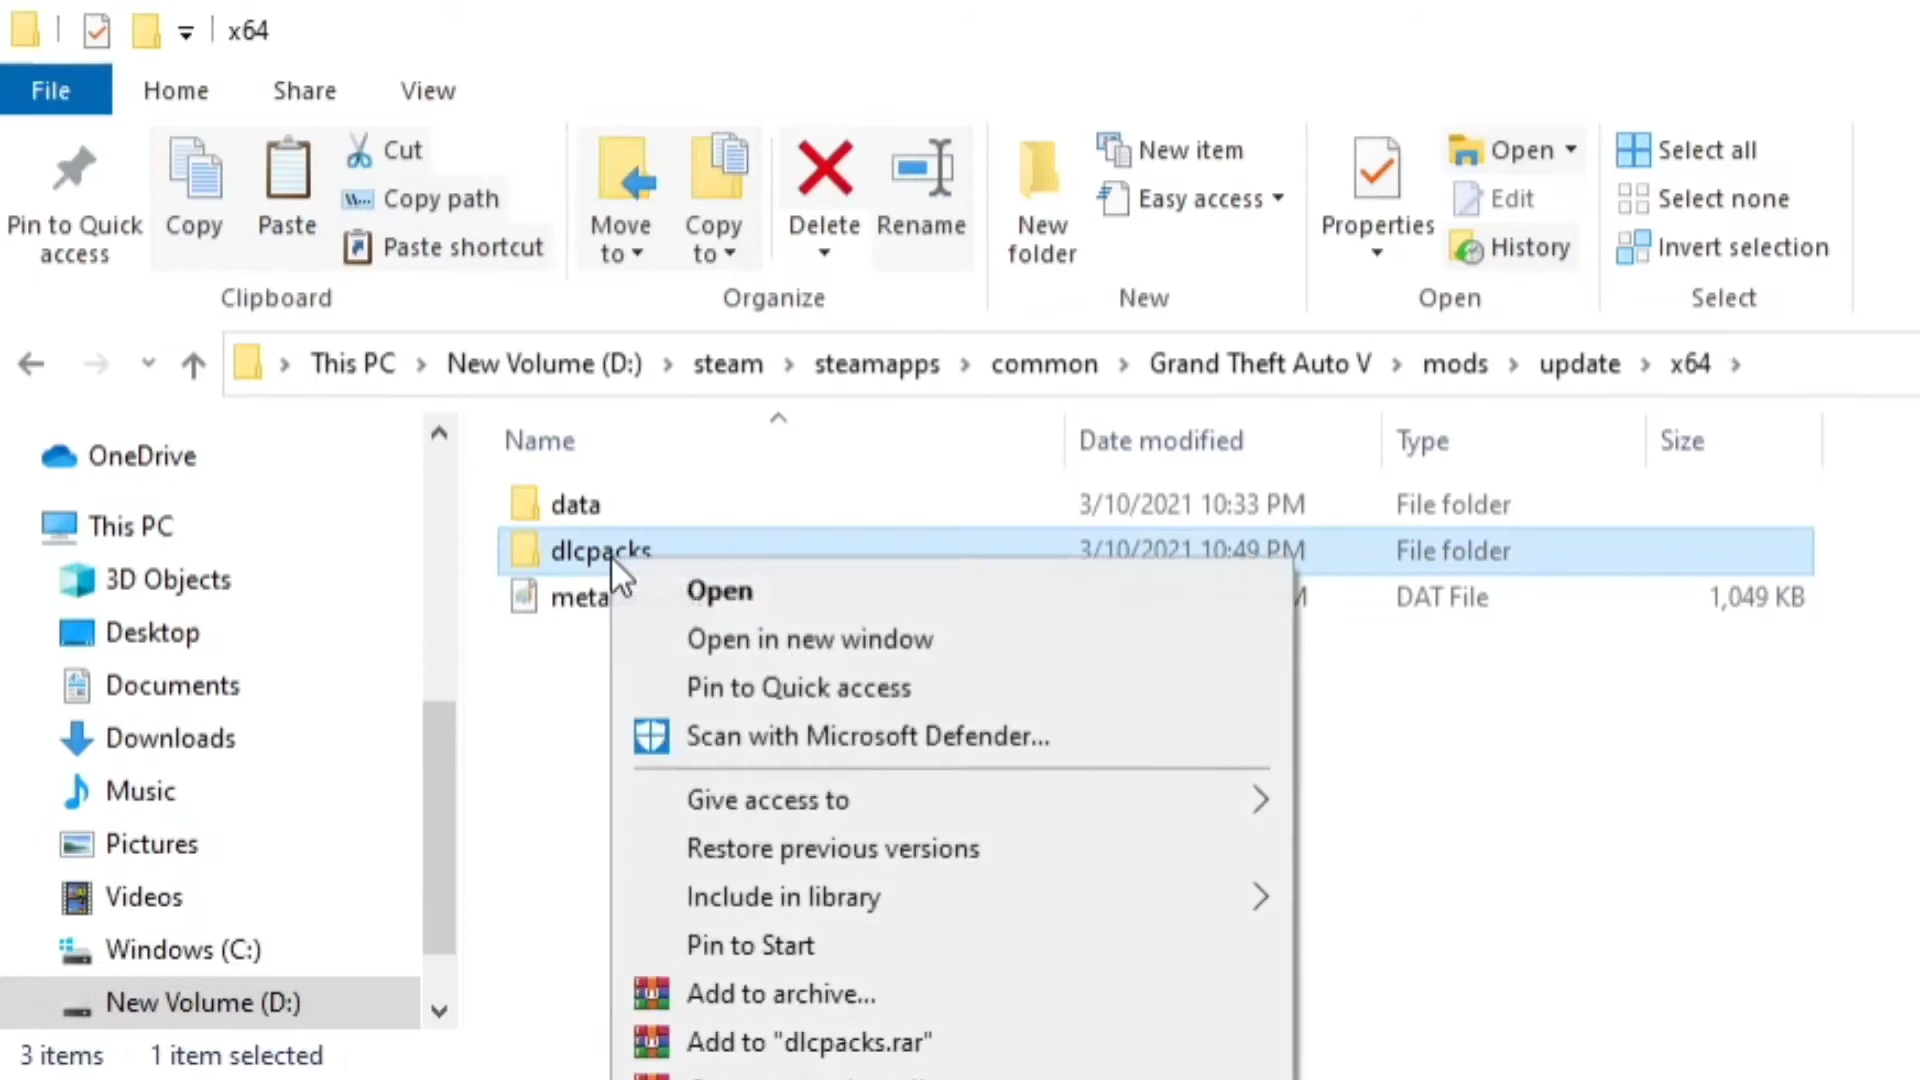 x64
File Home Share View
Pin to Quick access
Copy
Paste
Cut
Copy path
Paste shortcut
Clipboard
Move to
Copy to
Delete
Rename
Organize
New folder
New item
Easy access
New
Properties
Open
Edit
History
Open
Select all
Select none
Invert selection
Select
This PC New Volume (D:) steam steamapps common Grand Theft Auto V mods update x64
Name Date modified Type Size
OneDrive
This PC
3D Objects
Desktop
Documents
Downloads
Music
Pictures
Videos
Windows (C:)
New Volume (D:)
data 3/10/2021 10:33 PM File folder
dlcpacks 3/10/2021 10:49 PM File folder
meta DAT File 1,049 KB
Open
Open in new window
Pin to Quick access
Scan with Microsoft Defender...
Give access to
Restore previous versions
Include in library
Pin to Start
Add to archive...
Add to "dlcpacks.rar"
3 items 1 item selected